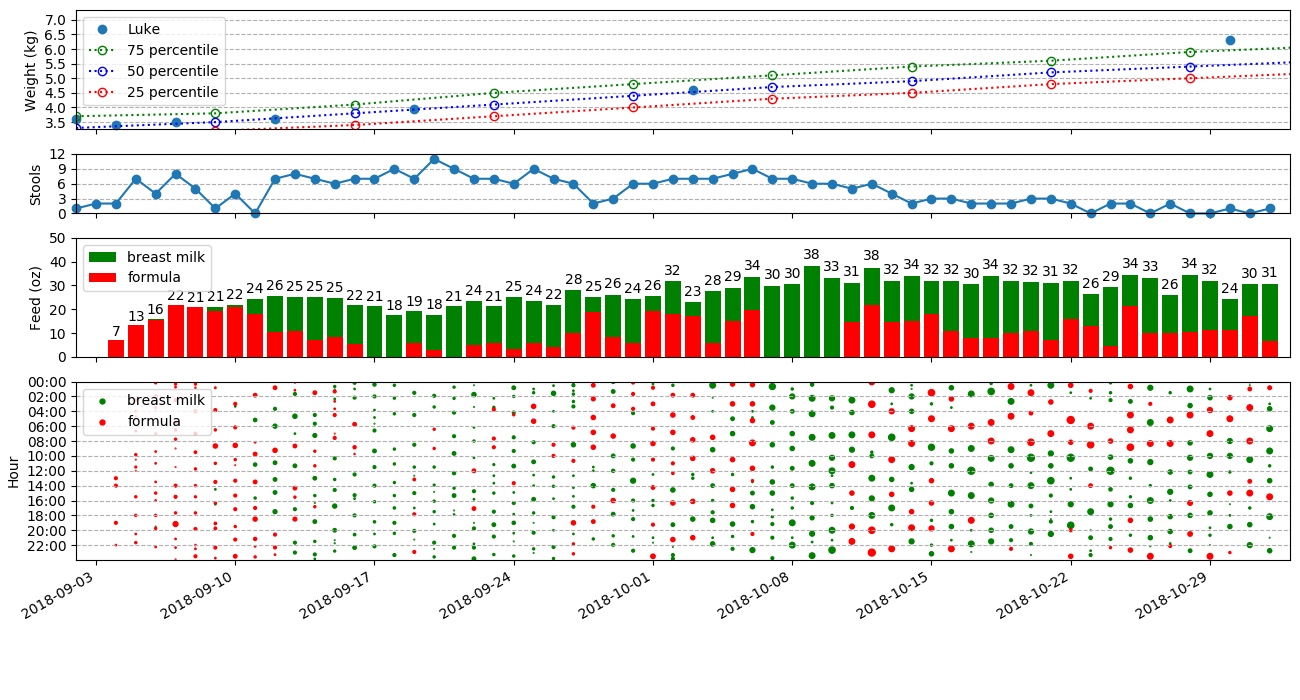 Weight (kg)
7.0
6.5
6.0
5.5
5.0
4.5
4.0
3.5
Luke
75 percentile
50 percentile
25 percentile
Stools
12
9
6
3
0
Feed (oz)
50
40
30
20
10
0
breast milk
formula
7 13 16 22 21 21 22 24 26 25 25 25 22 21 18 19 18 21 24 21 25 24 22 28 25 26 24 26 32 23 28 29 34 30 30 38 33 31 38 32 34 32 32 30 34 32 32 31 32 26 29 34 33 26 34 32 24 30 31
Hour
00:00
02:00
04:00
06:00
08:00
10:00
12:00
14:00
16:00
18:00
20:00
22:00
breast milk
formula
2018-09-03 2018-09-10 2018-09-17 2018-09-24 2018-10-01 2018-10-08 2018-10-15 2018-10-22 2018-10-29